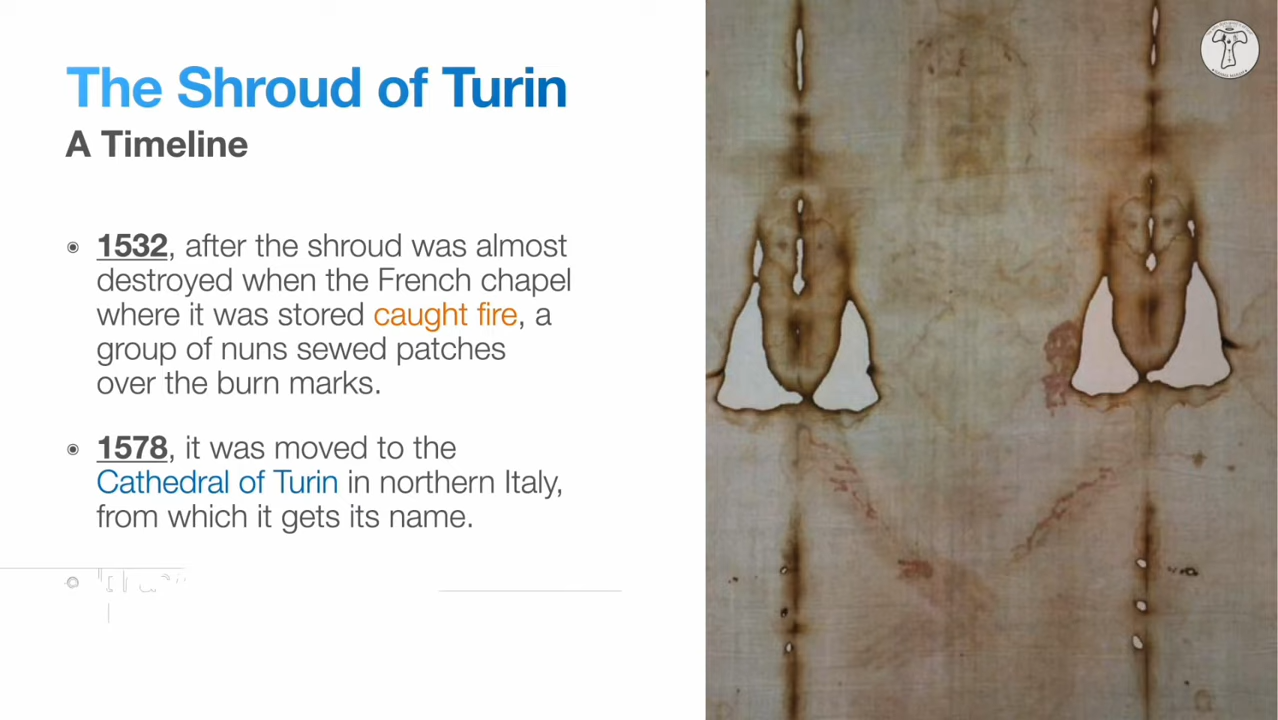 The Shroud of Turin
A Timeline
1532, after the shroud was almost
destroyed when the French chapel
where it was stored caught fire, a
group of nuns sewed patches
over the burn marks.
1578, it was moved to the
Cathedral of Turin in northern Italy,
from which it gets its name.